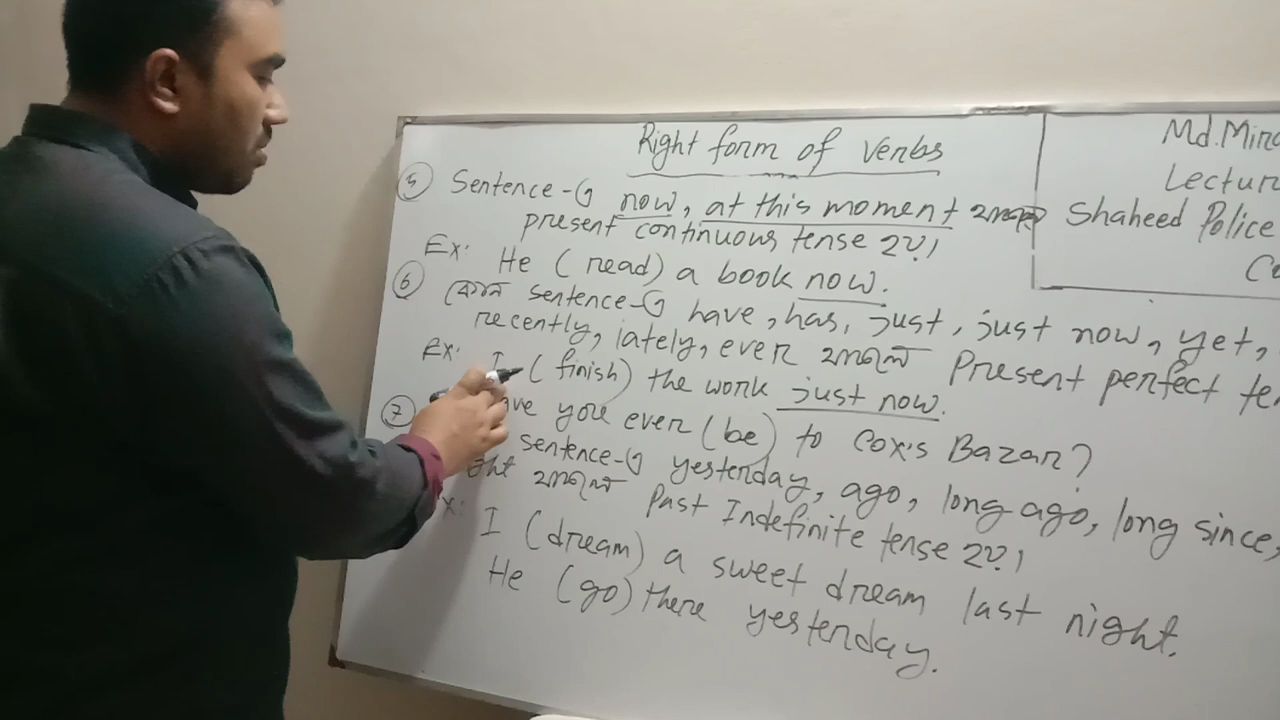 Right form of verbs
Md.
Lectur
Shaheed Police
Co
5 Sentence-এ now, at this moment থাকলে
present continuous tense হয়।
Ex: He (read) a book now.
6 কোন sentence-এ have, has, just, just now, yet,
recently, lately, ever থাকলে Present perfect te
Ex: I (finish) the work just now.
ve you ever (be) to Cox's Bazar?
7 sentence-এ yesterday, ago, long ago, long since,
ght থাকলে Past Indefinite tense হয়।
x: I (dream) a sweet dream last night.
He (go) there yesterday.